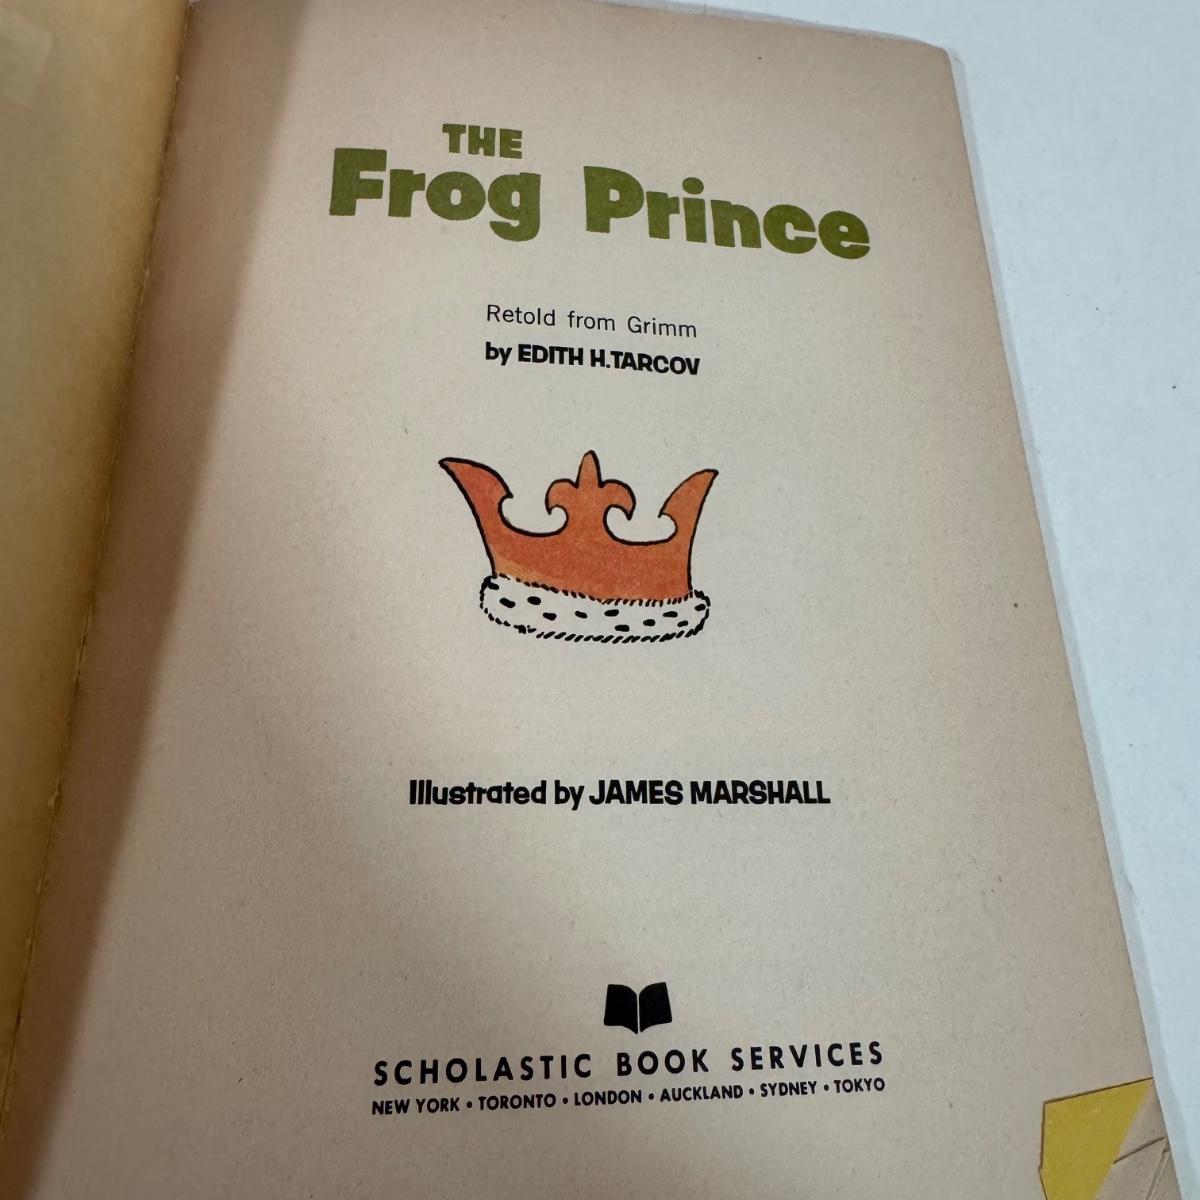 THE
Frog Prince
Retold from Grimm
by EDITH H.TARCOV
Illustrated by JAMES MARSHALL
SCHOLASTIC BOOK SERVICES
NEW YORK • TORONTO • LONDON • AUCKLAND • SYDNEY • TOKYO